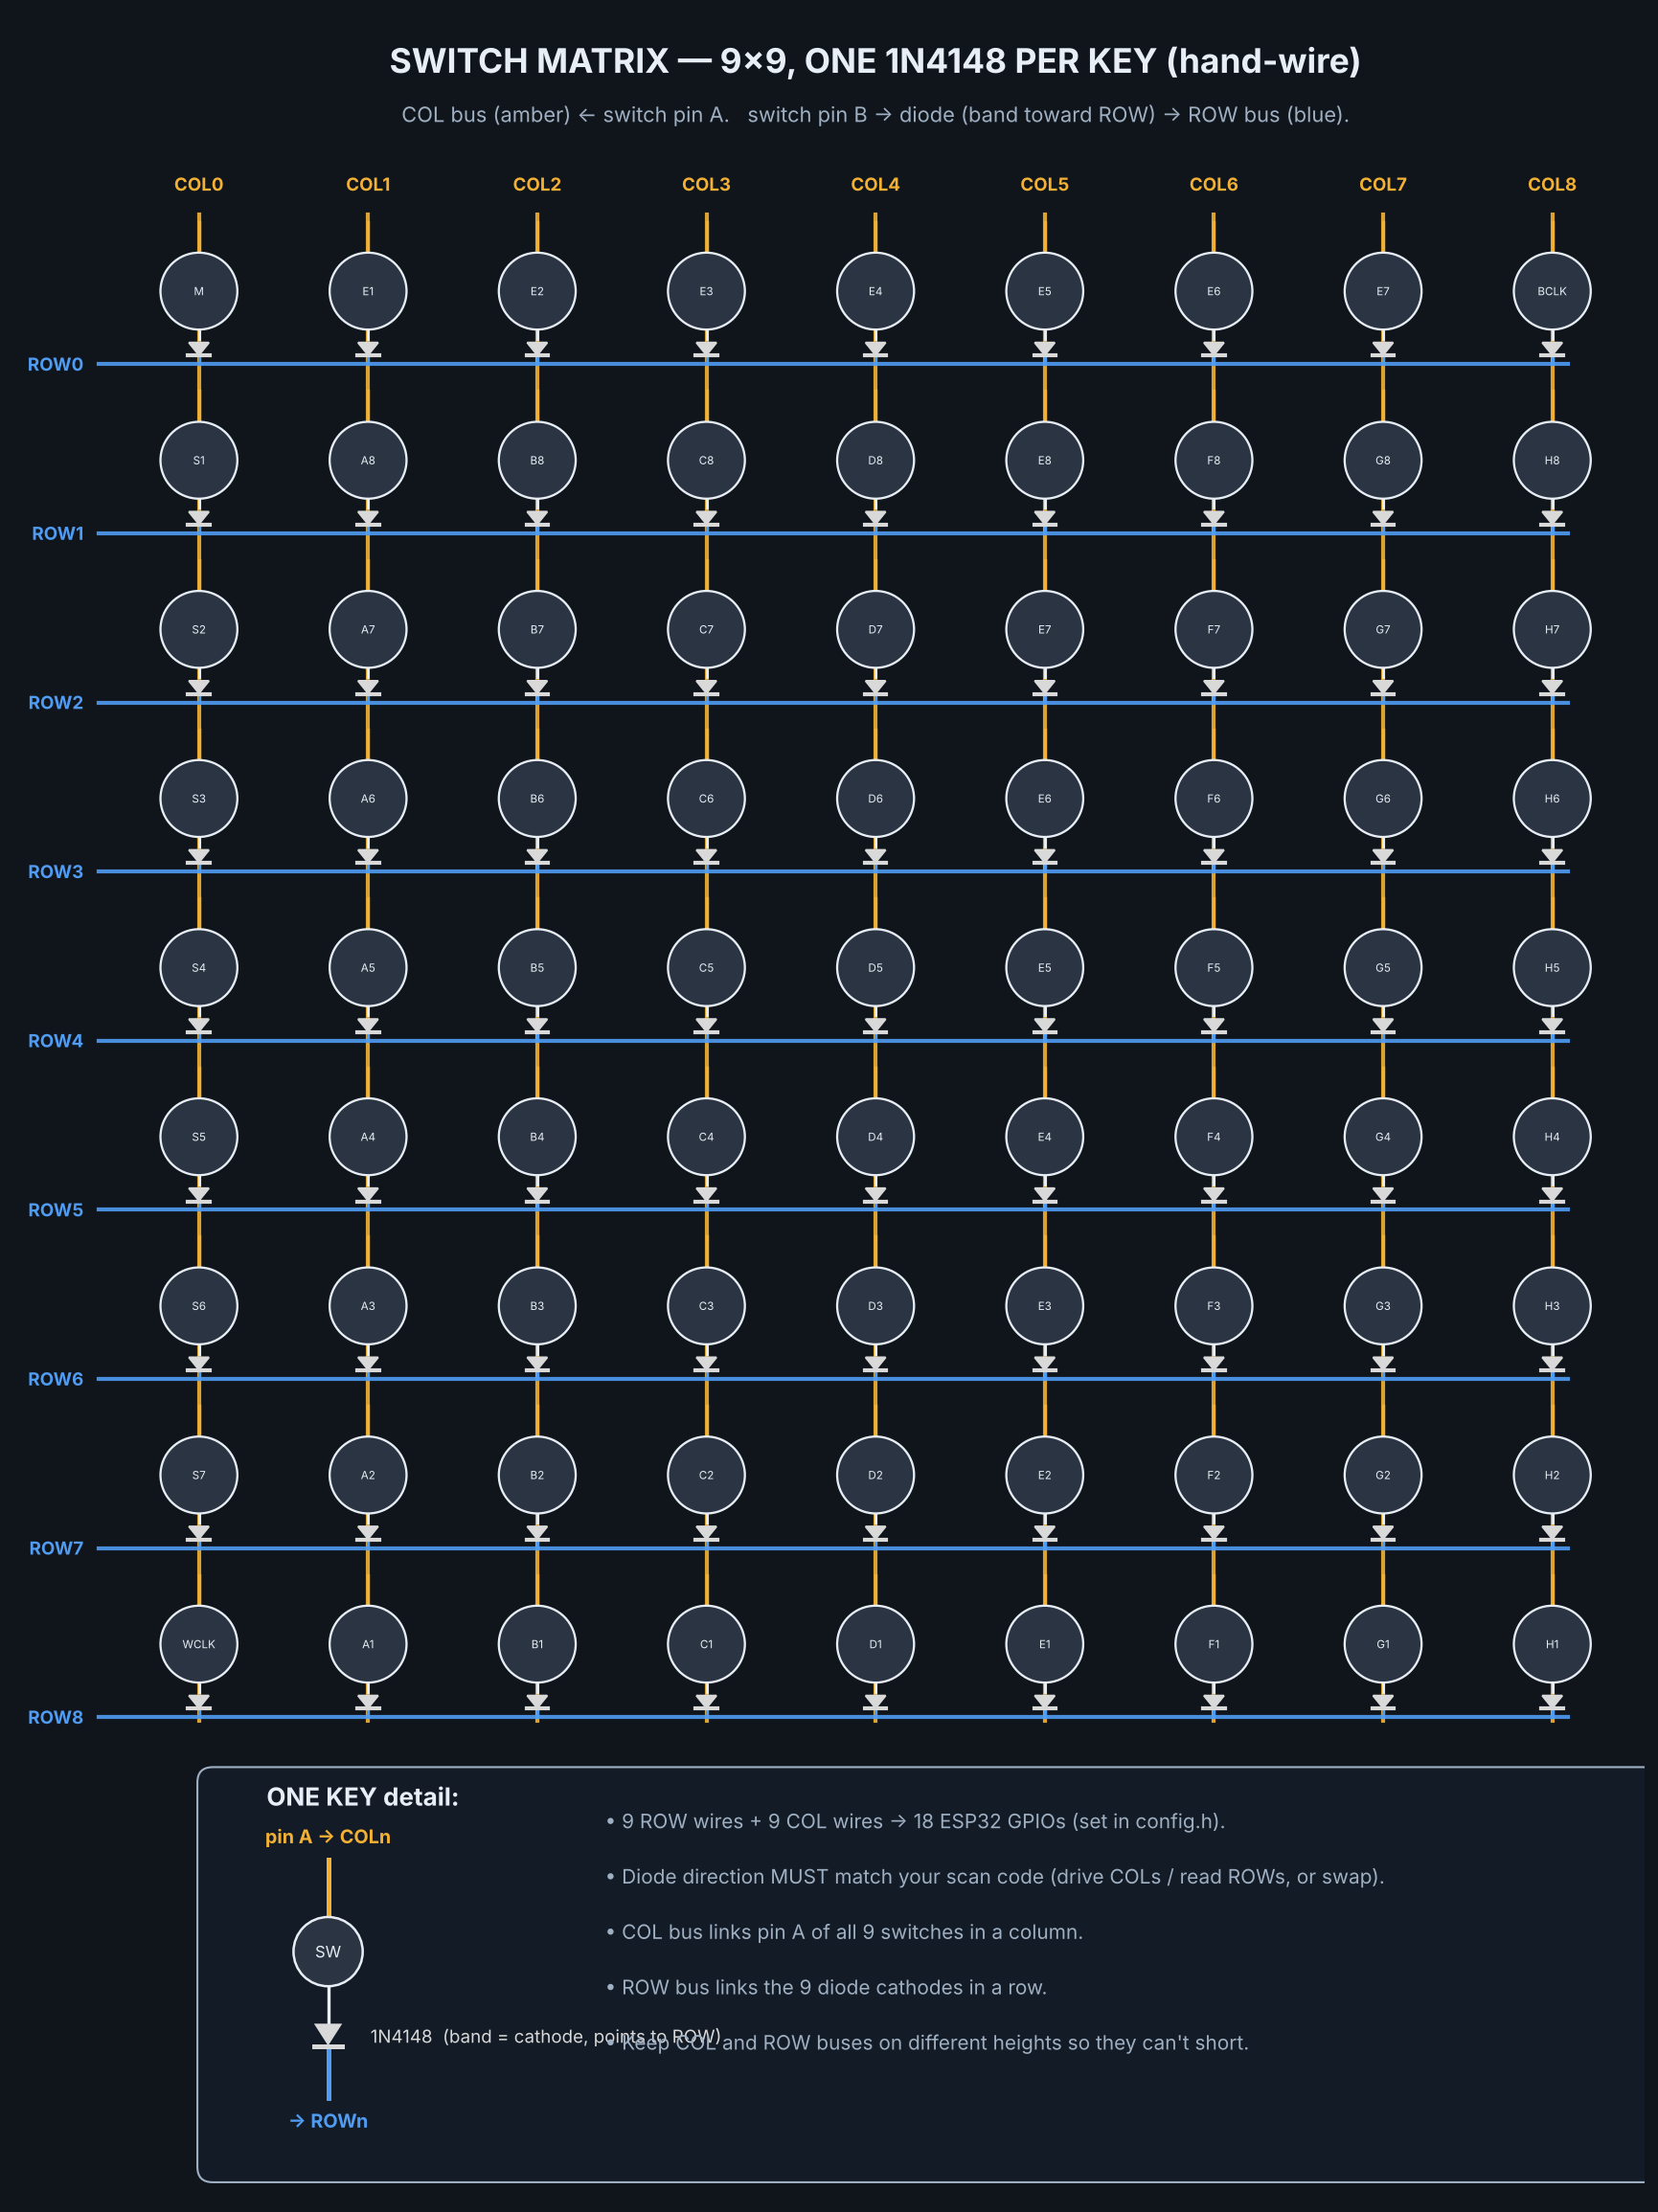 SWITCH MATRIX — 9×9, ONE 1N4148 PER KEY (hand-wire)
COL bus (amber) ← switch pin A.   switch pin B → diode (band toward ROW) → ROW bus (blue).
COL0 COL1 COL2 COL3 COL4 COL5 COL6 COL7 COL8
M E1 E2 E3 E4 E5 E6 E7 BCLK
ROW0
S1 A8 B8 C8 D8 E8 F8 G8 H8
ROW1
S2 A7 B7 C7 D7 E7 F7 G7 H7
ROW2
S3 A6 B6 C6 D6 E6 F6 G6 H6
ROW3
S4 A5 B5 C5 D5 E5 F5 G5 H5
ROW4
S5 A4 B4 C4 D4 E4 F4 G4 H4
ROW5
S6 A3 B3 C3 D3 E3 F3 G3 H3
ROW6
S7 A2 B2 C2 D2 E2 F2 G2 H2
ROW7
WCLK A1 B1 C1 D1 E1 F1 G1 H1
ROW8
ONE KEY detail:
pin A → COLn
SW
1N4148  (band = cathode, points to ROW)
→ ROWn
• 9 ROW wires + 9 COL wires → 18 ESP32 GPIOs (set in config.h).
• Diode direction MUST match your scan code (drive COLs / read ROWs, or swap).
• COL bus links pin A of all 9 switches in a column.
• ROW bus links the 9 diode cathodes in a row.
• Keep COL and ROW buses on different heights so they can't short.